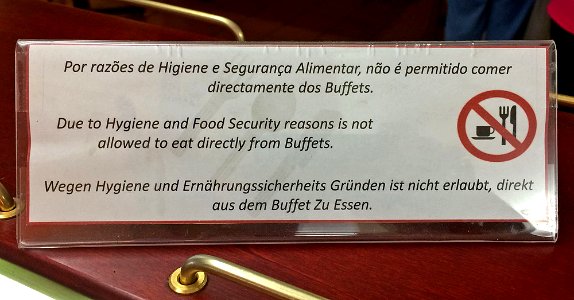 Por razões de Higiene e Segurança Alimentar, não é permitido comer
directamente dos Buffets.
Due to Hygiene and Food Security reasons is not
allowed to eat directly from Buffets.
Wegen Hygiene und Ernährungssicherheits Gründen ist nicht erlaubt, direkt
aus dem Buffet Zu Essen.